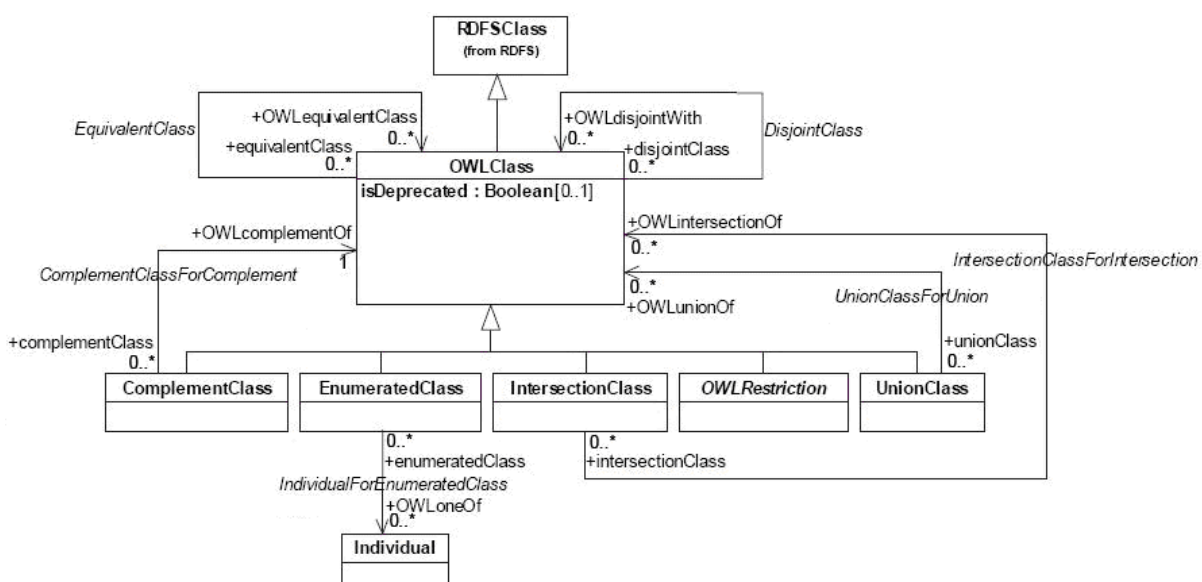 RDFSClass
(from RDFS)
EquivalentClass
+OWLequivalentClass
0..*
+equivalentClass
0..*
+OWLdisjointWith
0..*
+disjointClass
0..*
DisjointClass
OWLClass
isDeprecated : Boolean[0..1]
+OWLcomplementOf
1
ComplementClassForComplement
+OWLintersectionOf
0..*
IntersectionClassForIntersection
0..*
+OWLunionOf
UnionClassForUnion
+complementClass
0..*
+unionClass
0..*
ComplementClass
EnumeratedClass
IntersectionClass
OWLRestriction
UnionClass
0..*
+enumeratedClass
0..*
+intersectionClass
IndividualForEnumeratedClass
+OWLoneOf
0..*
Individual